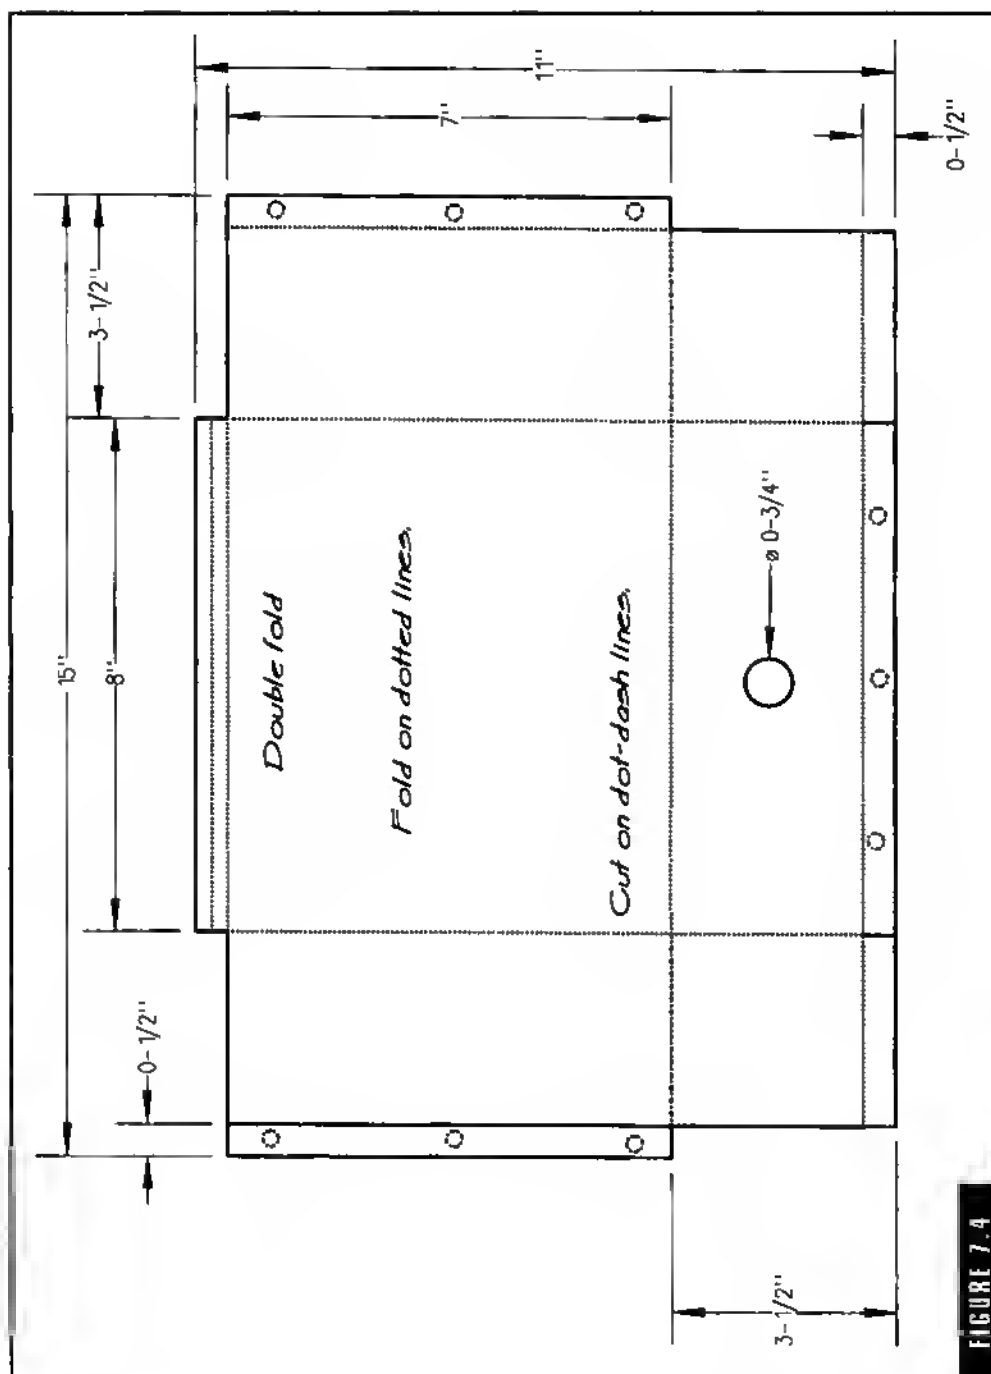 15"
8"
3-1/2"
0-1/2"
11"
7"
0-1/2"
Double fold
Fold on dotted lines.
Cut on dot-dash lines.
ø 0-3/4"
3-1/2"
FIGURE 7.4